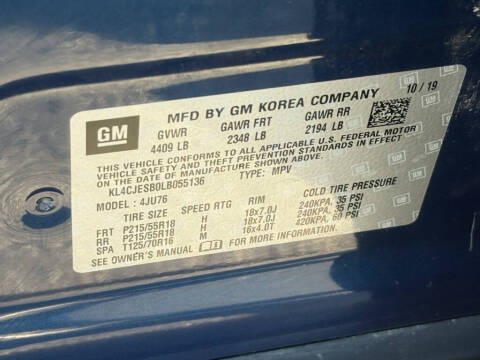 GM
MFD BY GM KOREA COMPANY 10/19
GVWR GAWR FRT GAWR RR
4409 LB 2348 LB 2194 LB
THIS VEHICLE CONFORMS TO ALL APPLICABLE U.S. FEDERAL MOTOR
VEHICLE SAFETY AND THEFT PREVENTION STANDARDS IN EFFECT ON
THE DATE OF MANUFACTURE SHOWN ABOVE.
KL4CJESB0LB055136 TYPE: MPV
MODEL: 4JU76
TIRE SIZE SPEED RTG RIM COLD TIRE PRESSURE
FRT P215/55R18 H 18x7.0J 240KPA, 35 PSI
RR P215/55R18 H 18x7.0J 240KPA, 35 PSI
SPA T125/70R16 M 16x4.0T 420KPA, 60 PSI
SEE OWNER'S MANUAL FOR MORE INFORMATION.